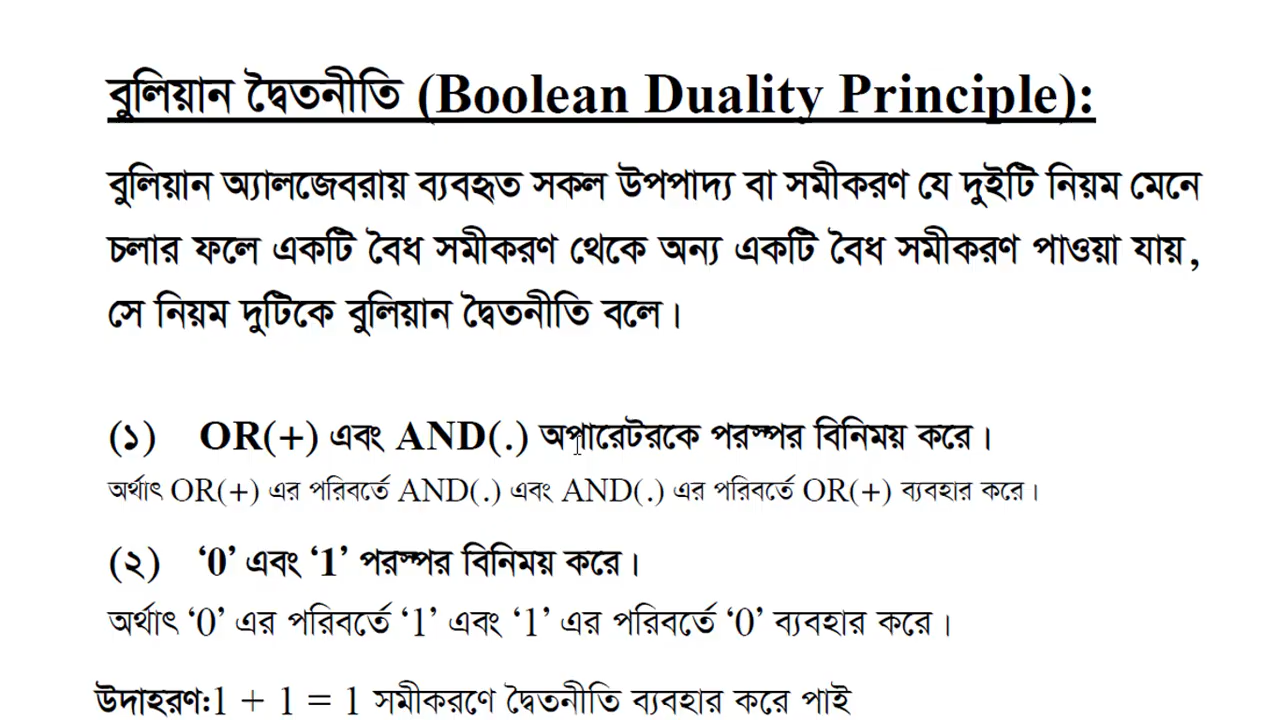 বুলিয়ান দ্বৈতনীতি (Boolean Duality Principle):
বুলিয়ান অ্যালজেবরায় ব্যবহৃত সকল উপপাদ্য বা সমীকরণ যে দুইটি নিয়ম মেনে
চলার ফলে একটি বৈধ সমীকরণ থেকে অন্য একটি বৈধ সমীকরণ পাওয়া যায়,
সে নিয়ম দুটিকে বুলিয়ান দ্বৈতনীতি বলে।
(১) OR(+) এবং AND(.) অপারেটরকে পরস্পর বিনিময় করে।
অর্থাৎ OR(+) এর পরিবর্তে AND(.) এবং AND(.) এর পরিবর্তে OR(+) ব্যবহার করে।
(২) ‘0’ এবং ‘1’ পরস্পর বিনিময় করে।
অর্থাৎ ‘0’ এর পরিবর্তে ‘1’ এবং ‘1’ এর পরিবর্তে ‘0’ ব্যবহার করে।
উদাহরণ:1 + 1 = 1 সমীকরণে দ্বৈতনীতি ব্যবহার করে পাই